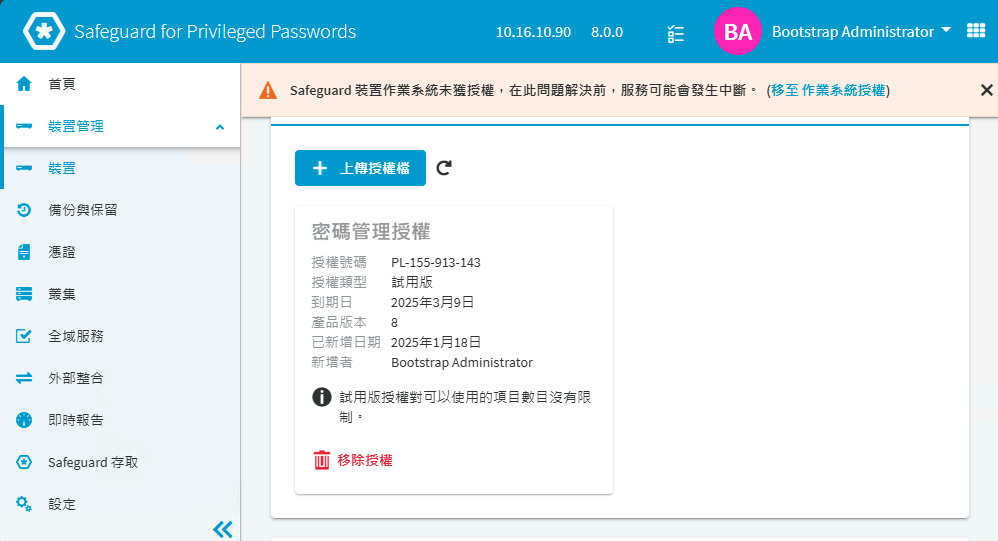 Safeguard for Privileged Passwords
10.16.10.90 8.0.0
BA
Bootstrap Administrator
首頁
裝置管理
裝置
備份與保留
憑證
叢集
全域服務
外部整合
即時報告
Safeguard 存取
設定
Safeguard 裝置作業系統未獲授權，在此問題解決前，服務可能會發生中斷。 (移至 作業系統授權)
上傳授權檔
密碼管理授權
授權號碼 PL-155-913-143
授權類型 試用版
到期日 2025年3月9日
產品版本 8
已新增日期 2025年1月18日
新增者 Bootstrap Administrator
試用版授權對可以使用的項目數目沒有限
制。
移除授權